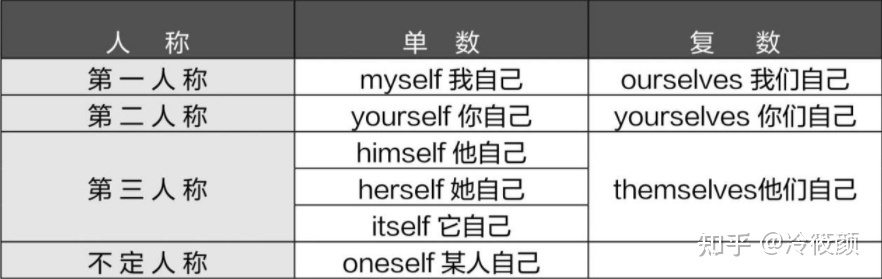 人 称 单 数 复 数
第一人称 myself 我自己 ourselves 我们自己
第二人称 yourself 你自己 yourselves 你们自己
himself 他自己
第三人称 herself 她自己 themselves他们自己
itself 它自己
不定人称 oneself 某人自己
知乎 @冷筱颜